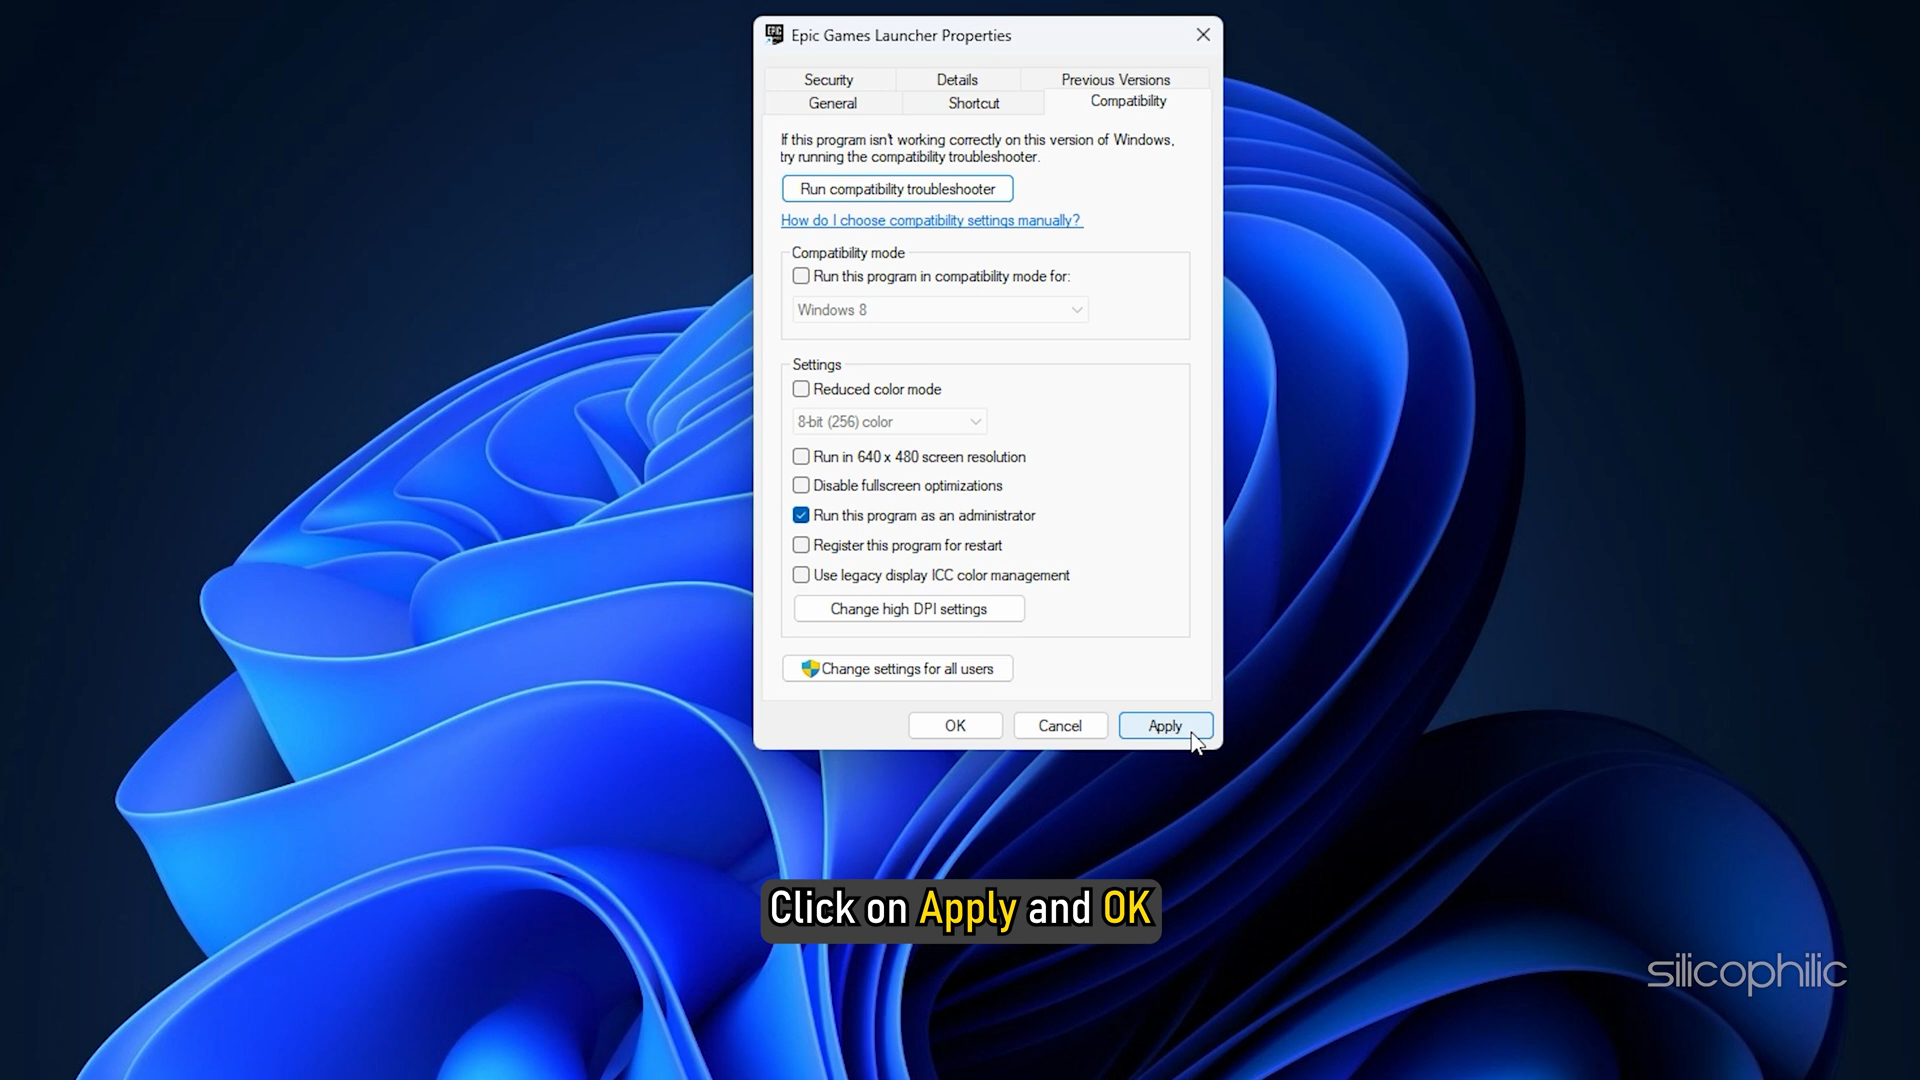 EPIC
Epic Games Launcher Properties
Security Details Previous Versions
General Shortcut Compatibility
If this program isn't working correctly on this version of Windows,
try running the compatibility troubleshooter.
Run compatibility troubleshooter
How do I choose compatibility settings manually?
Compatibility mode
Run this program in compatibility mode for:
Windows 8
Settings
Reduced color mode
8-bit (256) color
Run in 640 x 480 screen resolution
Disable fullscreen optimizations
Run this program as an administrator
Register this program for restart
Use legacy display ICC color management
Change high DPI settings
Change settings for all users
OK Cancel Apply
Click on Apply and OK
silicophilic